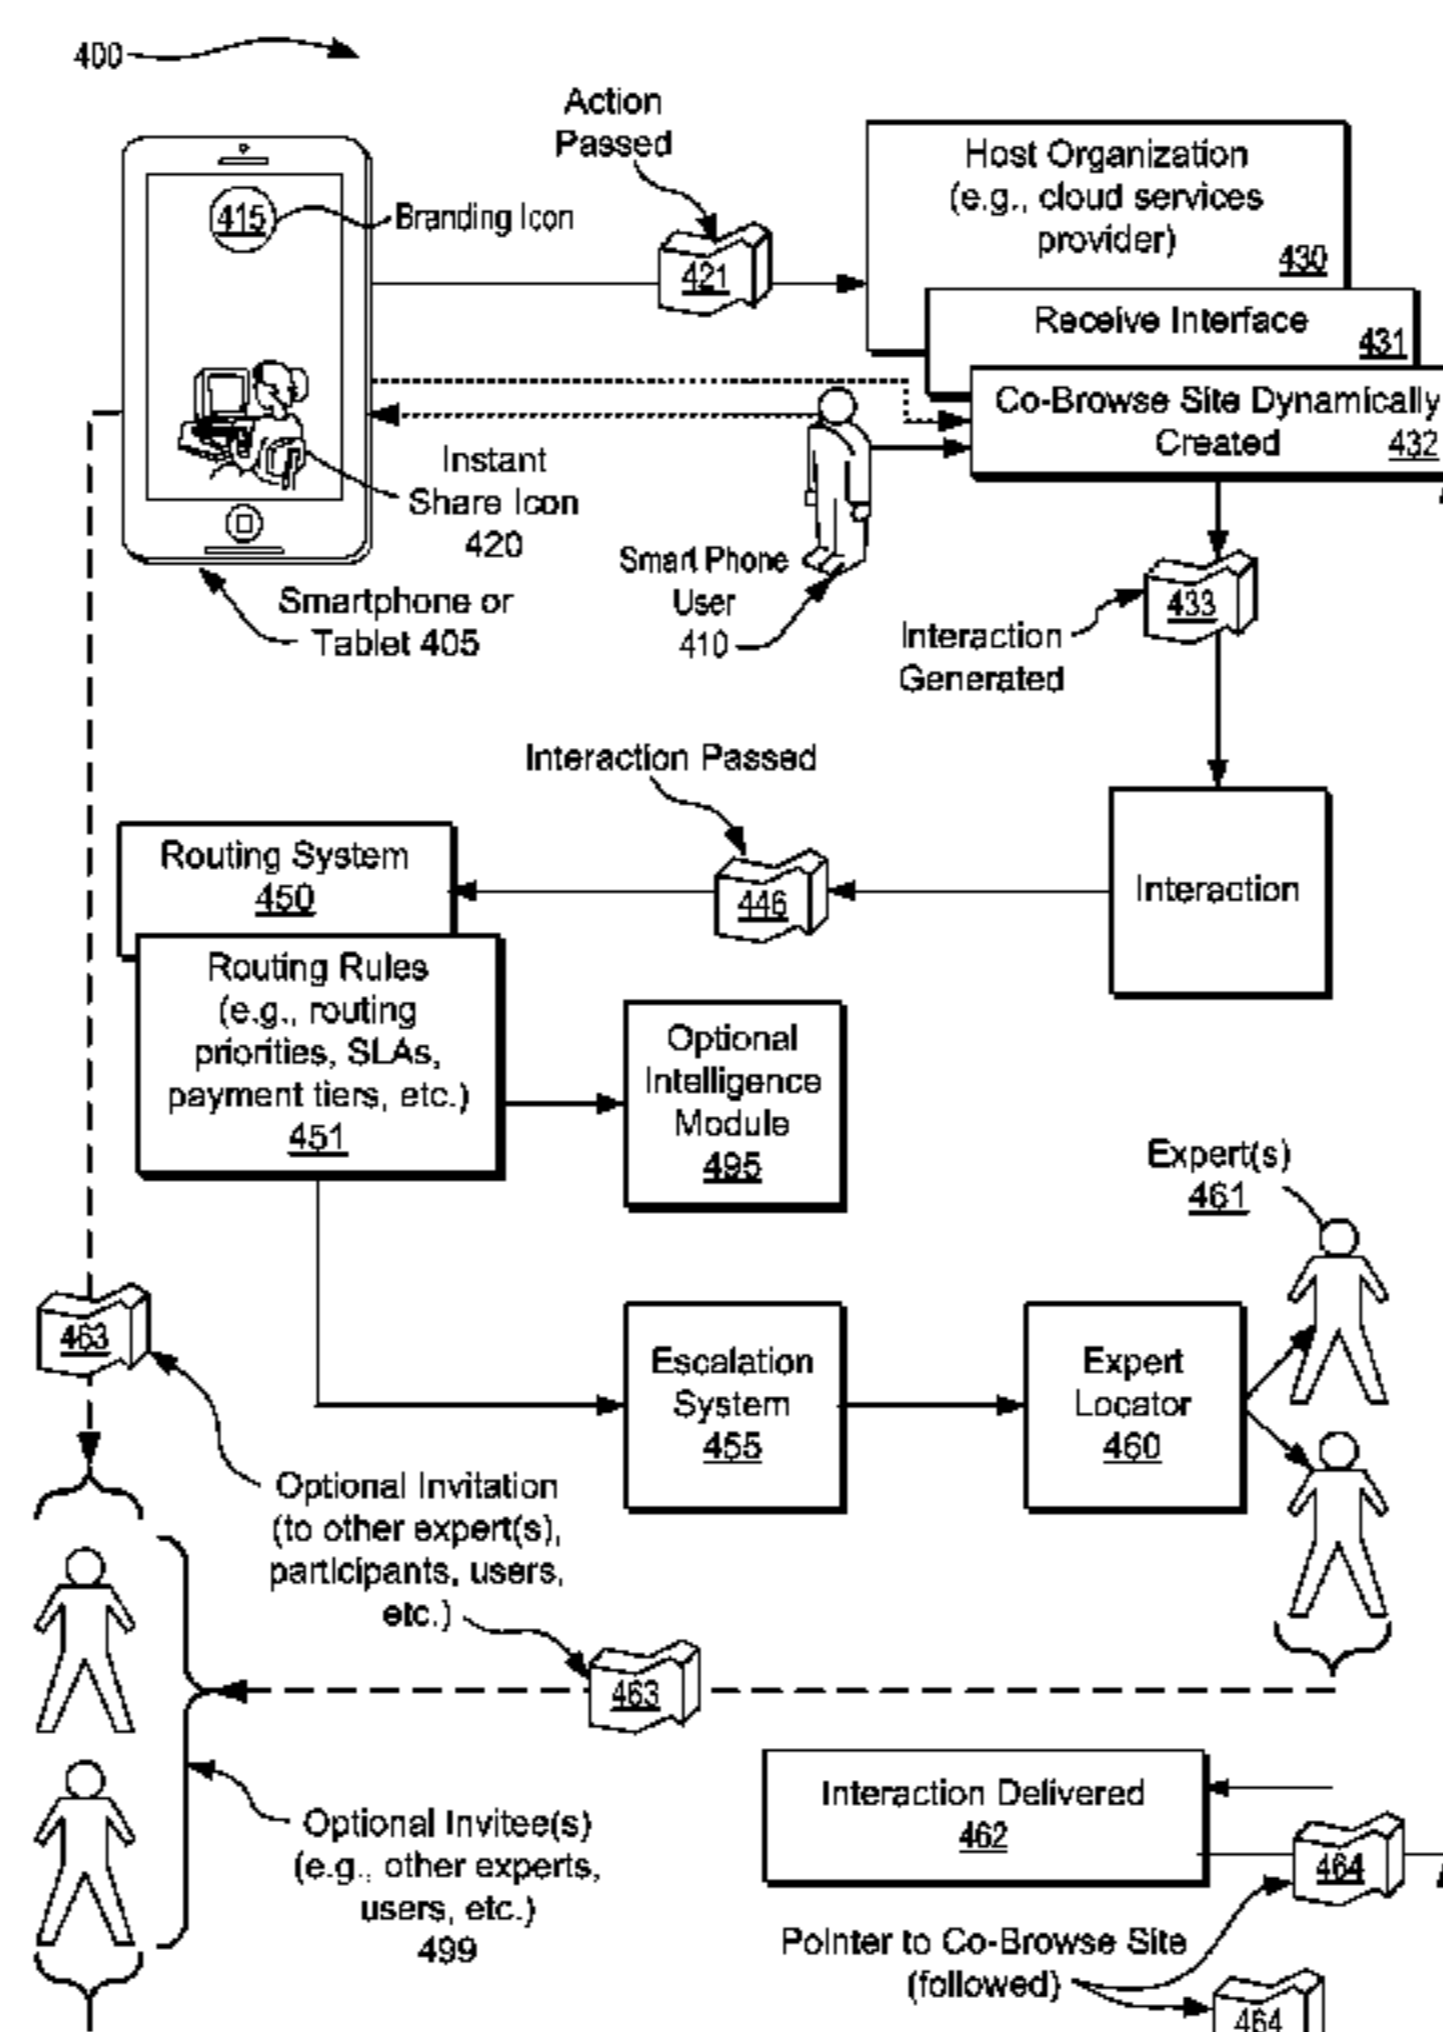 400
Action
Passed
Host Organization
(e.g., cloud services
provider)
430
415
Branding Icon
421
Receive Interface
431
Co-Browse Site Dynamically
Created
432
Instant
Share Icon
420
Smart Phone
User
410
Smartphone or
Tablet 405
433
Interaction
Generated
Interaction Passed
Routing System
450
446
Interaction
Routing Rules
(e.g., routing
priorities, SLAs,
payment tiers, etc.)
451
Optional
Intelligence
Module
495
Expert(s)
461
463
Escalation
System
455
Expert
Locator
460
Optional Invitation
(to other expert(s),
participants, users,
etc.)
463
Interaction Delivered
462
Optional Invitee(s)
(e.g., other experts,
users, etc.)
499
464
Pointer to Co-Browse Site
(followed)
464